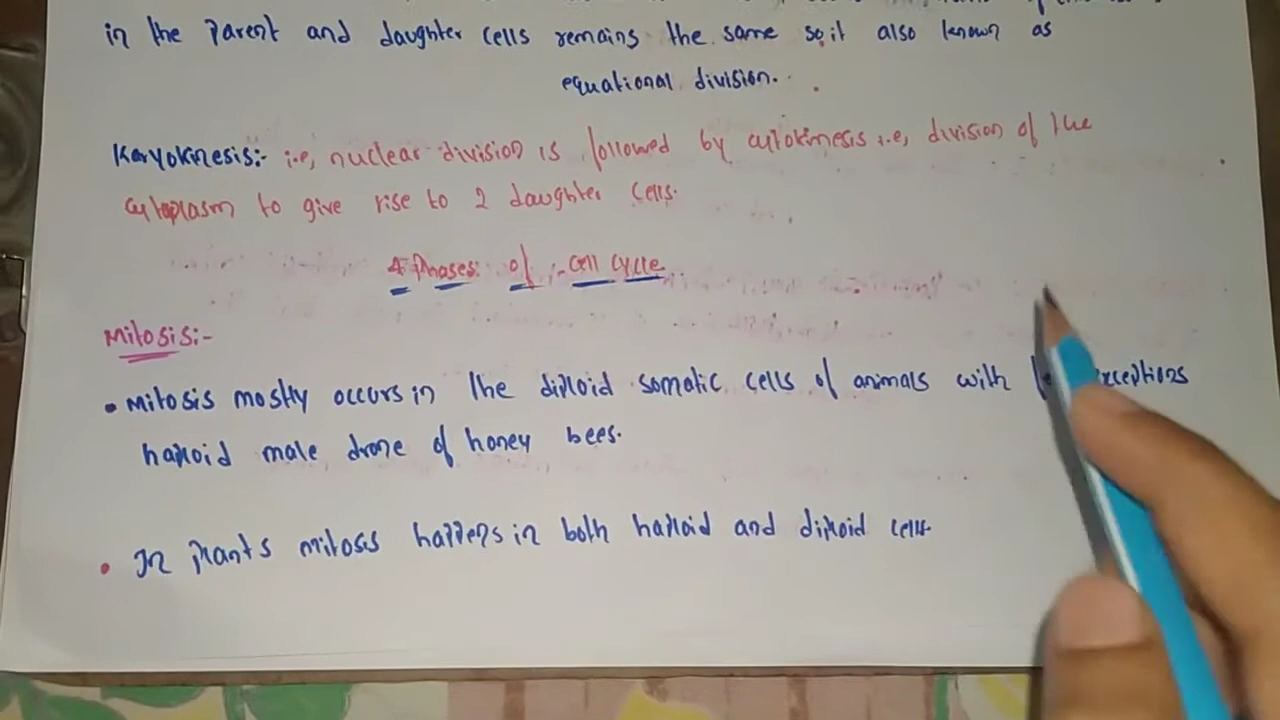 in the parent and daughter cells remains the same so it also known as
equational division.
Karyokinesis:- i.e, nuclear division is followed by cytokinesis i.e, division of the
cytoplasm to give rise to 2 daughter cells.
4 Phases of :- cell cycle
Mitosis:-
• Mitosis mostly occurs in the diploid somatic cells of animals with exceptions
haploid male drone of honey bees.
• In plants mitosis happens in both haploid and diploid cells.